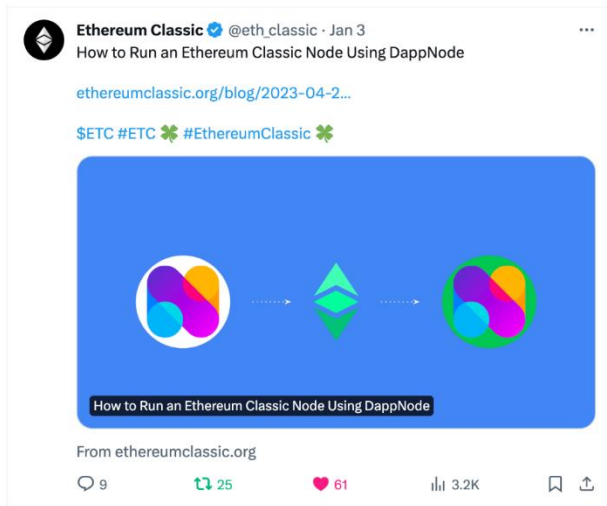 Ethereum Classic @eth_classic · Jan 3
How to Run an Ethereum Classic Node Using DappNode
ethereumclassic.org/blog/2023-04-2...
$ETC #ETC 🍀 #EthereumClassic 🍀
How to Run an Ethereum Classic Node Using DappNode
From ethereumclassic.org
9 25 61 3.2K